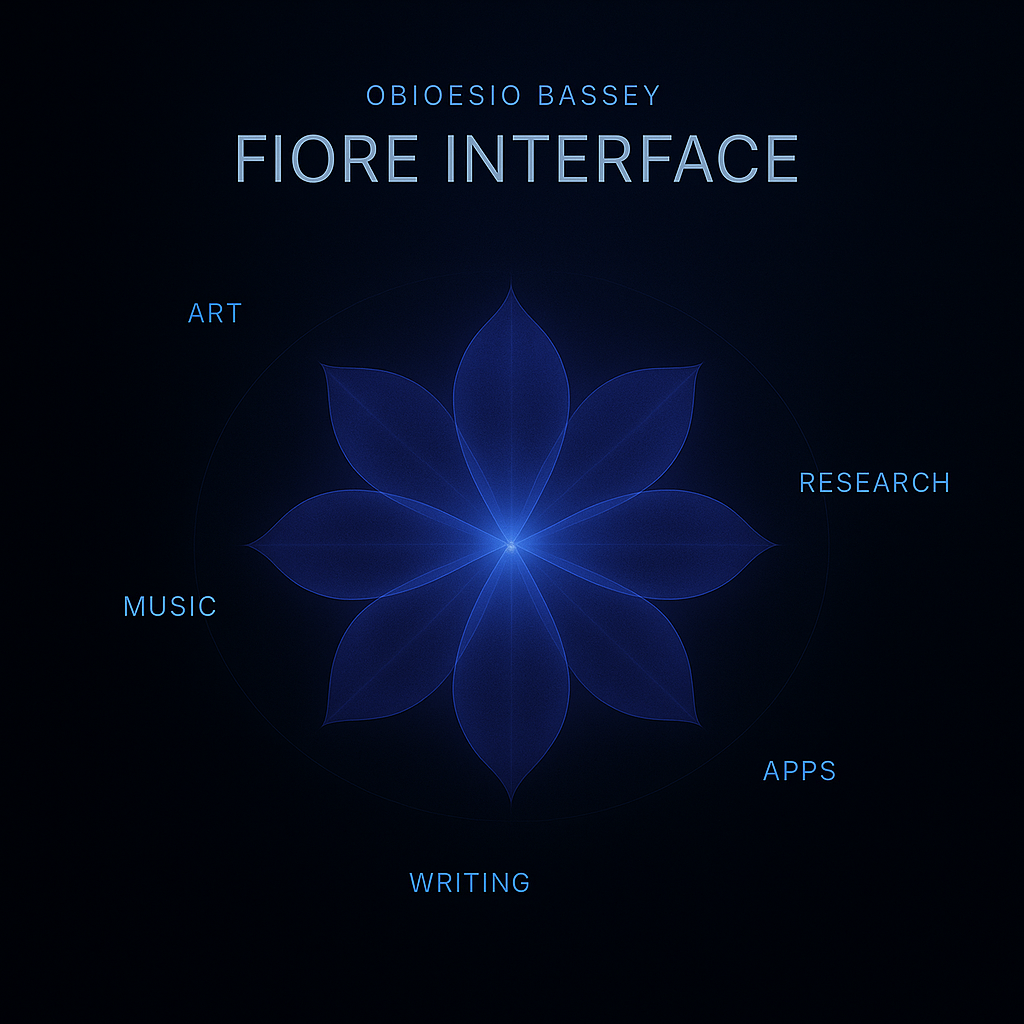 OBIOESIO BASSEY
FIORE INTERFACE
ART
RESEARCH
MUSIC
APPS
WRITING